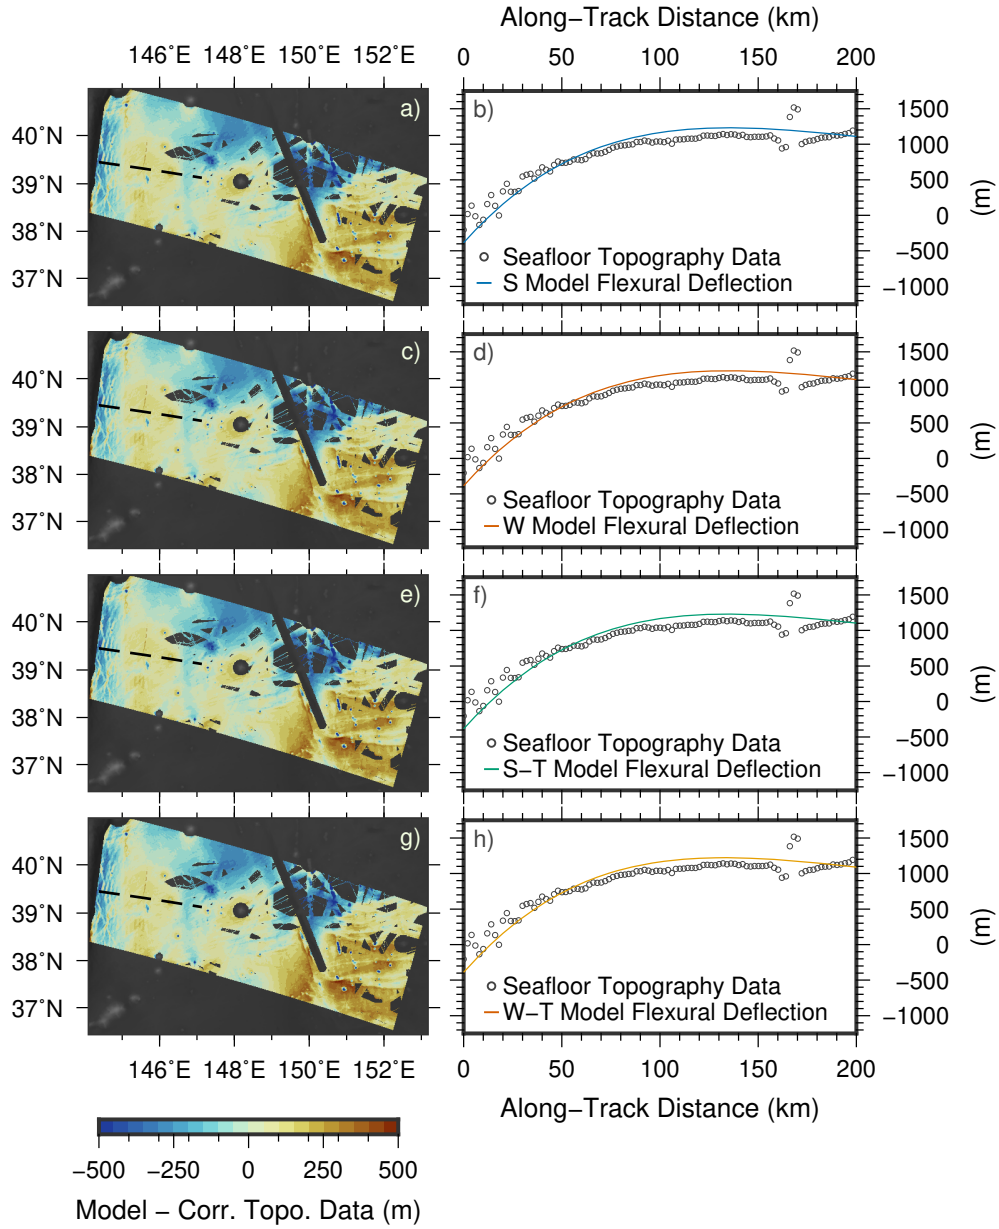 Along−Track Distance (km)
146˚E 148˚E 150˚E 152˚E
0 50 100 150 200
a)
40˚N
39˚N
38˚N
37˚N
b)
1500
1000
500
0
−500
−1000
(m)
Seafloor Topography Data
S Model Flexural Deflection
c)
40˚N
39˚N
38˚N
37˚N
d)
1500
1000
500
0
−500
−1000
(m)
Seafloor Topography Data
W Model Flexural Deflection
e)
40˚N
39˚N
38˚N
37˚N
f)
1500
1000
500
0
−500
−1000
(m)
Seafloor Topography Data
S−T Model Flexural Deflection
g)
40˚N
39˚N
38˚N
37˚N
h)
1500
1000
500
0
−500
−1000
(m)
Seafloor Topography Data
W−T Model Flexural Deflection
146˚E 148˚E 150˚E 152˚E
0 50 100 150 200
Along−Track Distance (km)
−500 −250 0 250 500
Model − Corr. Topo. Data (m)